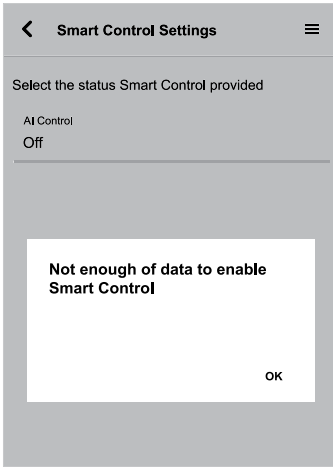 Smart Control Settings
Select the status Smart Control provided
AI Control
Off
Not enough of data to enable
Smart Control
OK